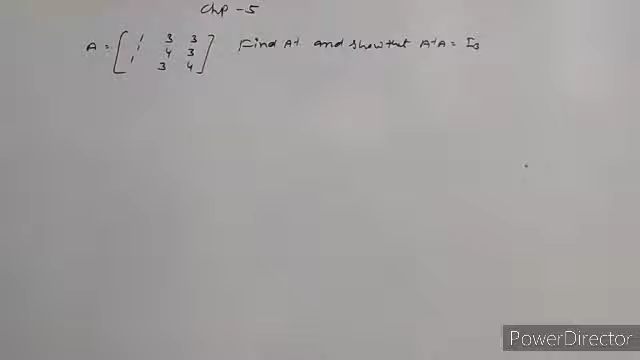 Chp - 5
A = [ 1 3 3 Find A⁻¹ and show that A⁻¹A = I₃
1 4 3
1 3 4 ]
PowerDirector